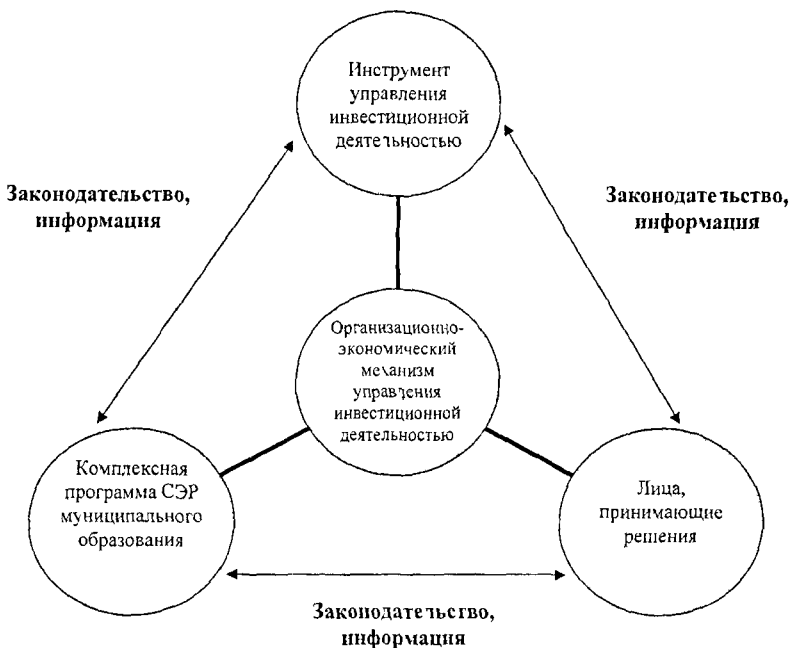 Инструмент
управления
инвестиционной
деятельностью
Законодательство,
информация
Законодательство,
информация
Организационно-
экономический
механизм
управления
инвестиционной
деятельностью
Комплексная
программа СЭР
муниципального
образования
Лица,
принимающие
решения
Законодательство,
информация